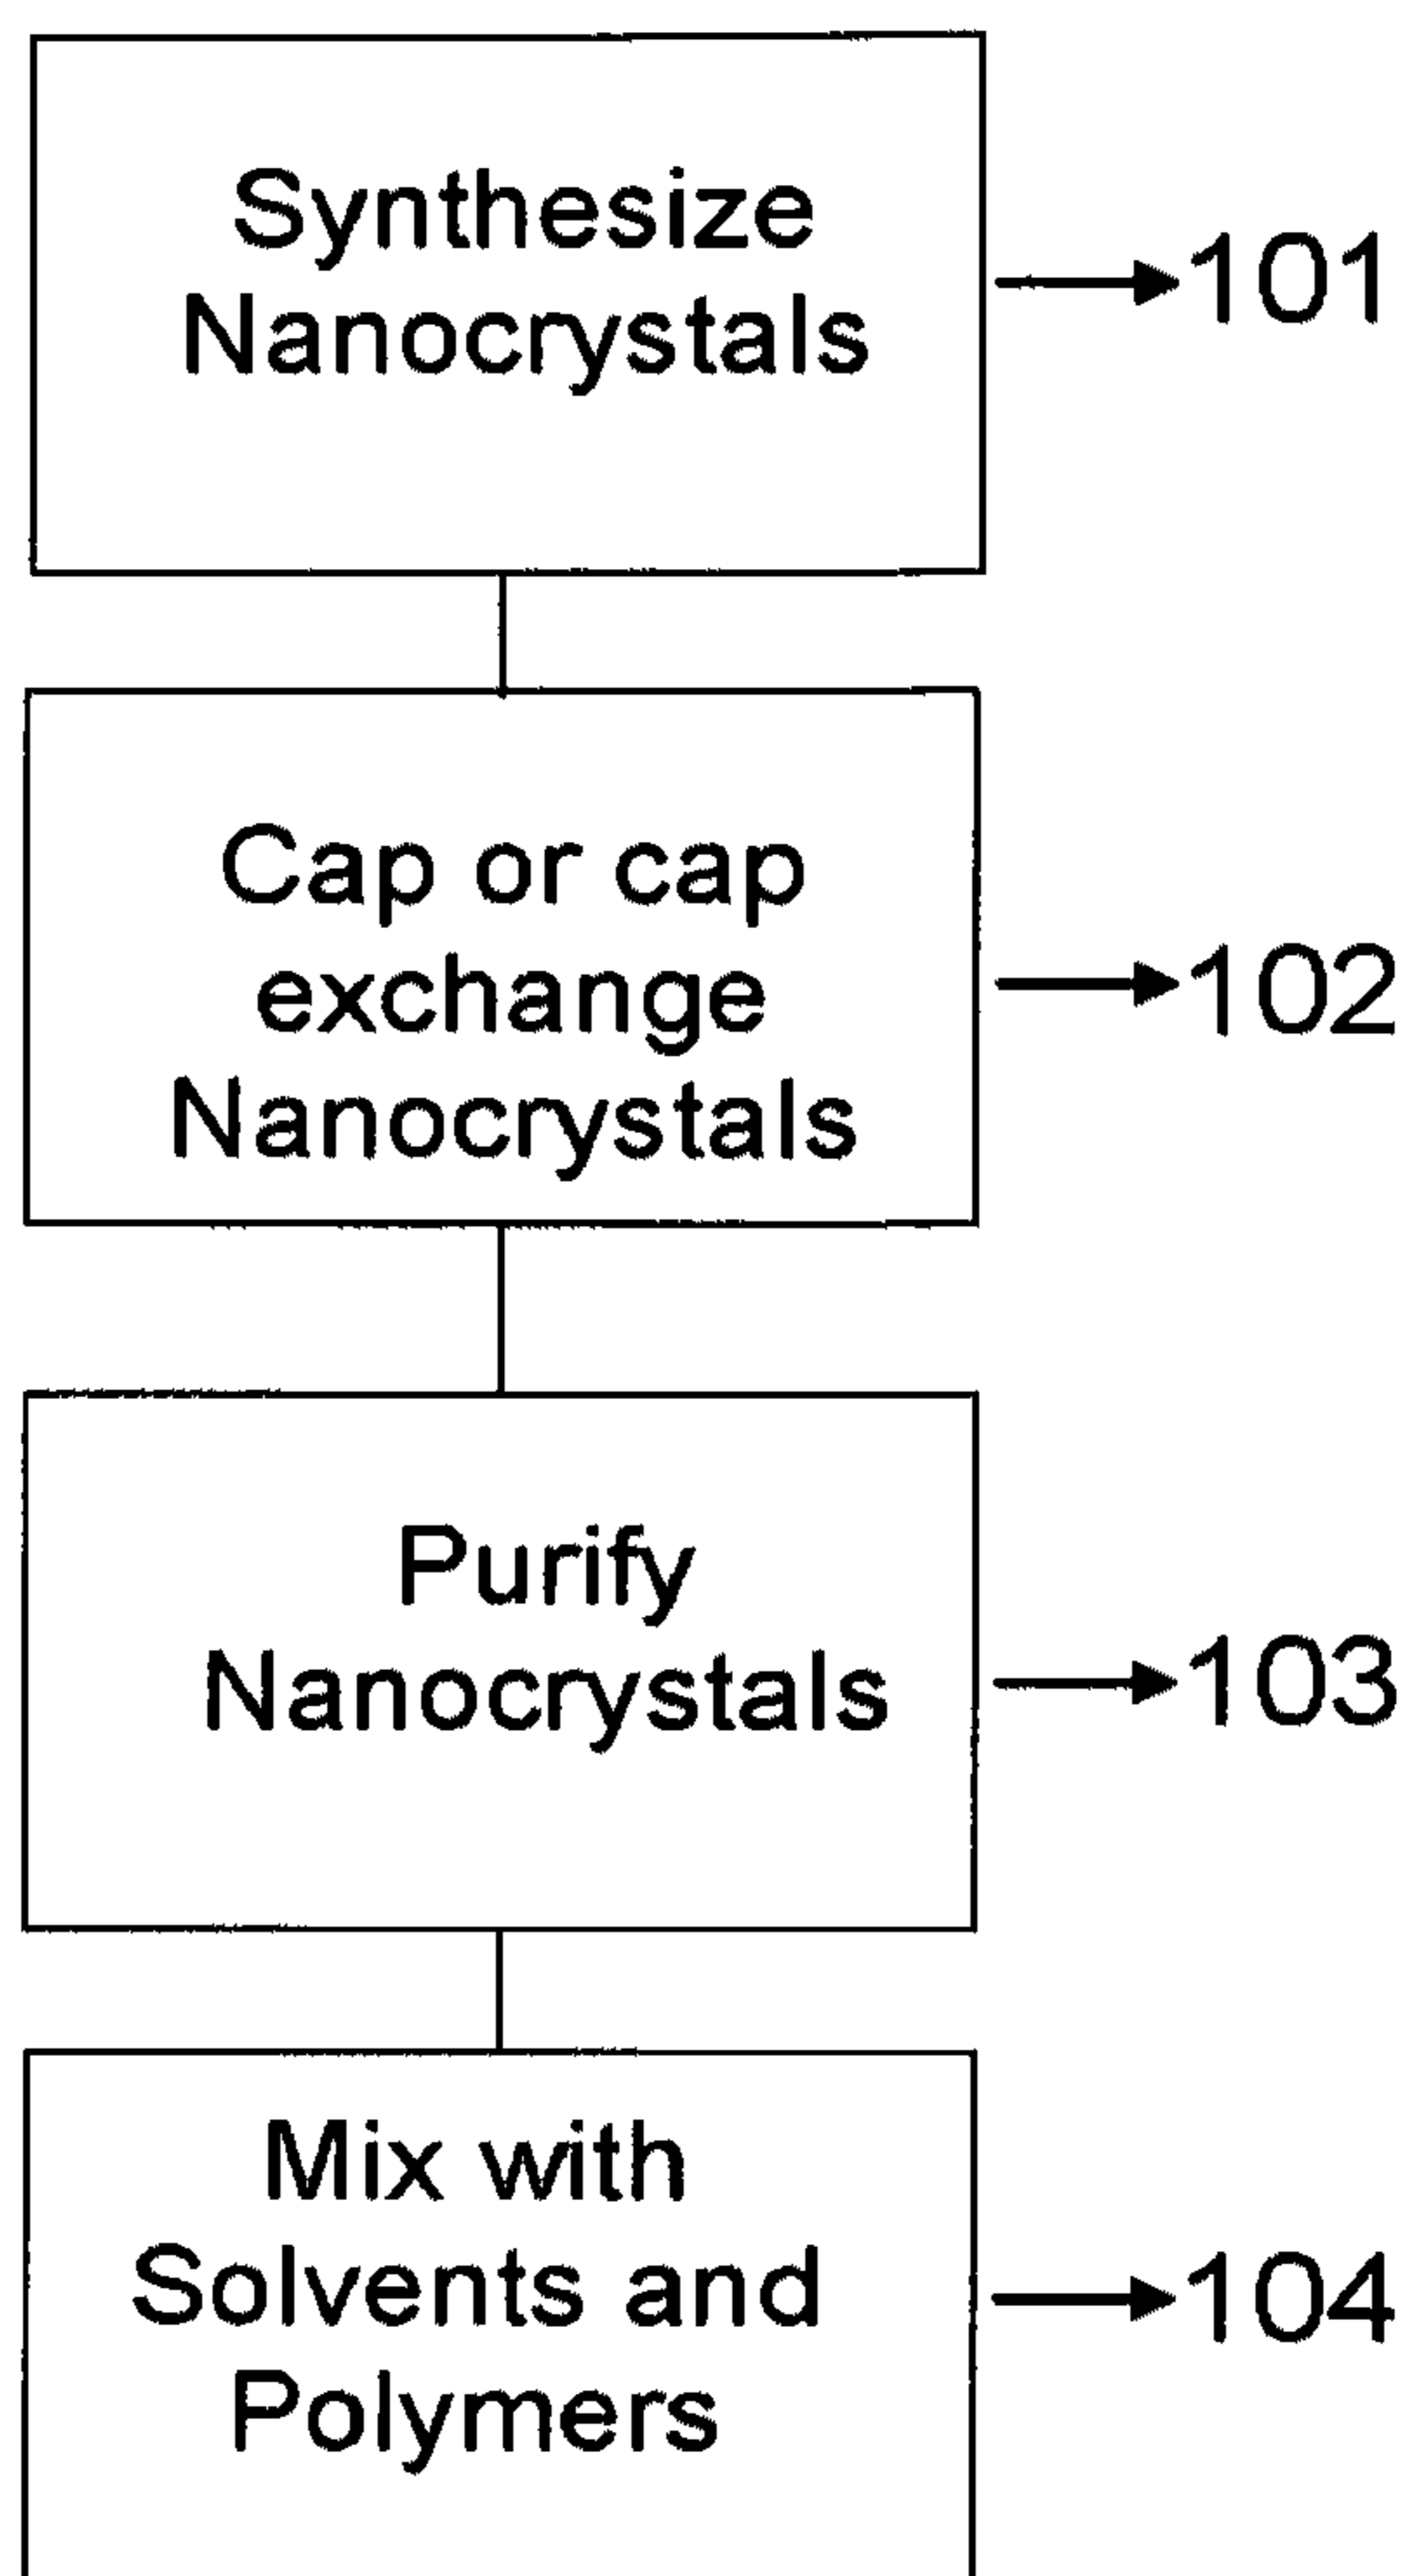 Synthesize
Nanocrystals
101
Cap or cap
exchange
Nanocrystals
102
Purify
Nanocrystals
103
Mix with
Solvents and
Polymers
104